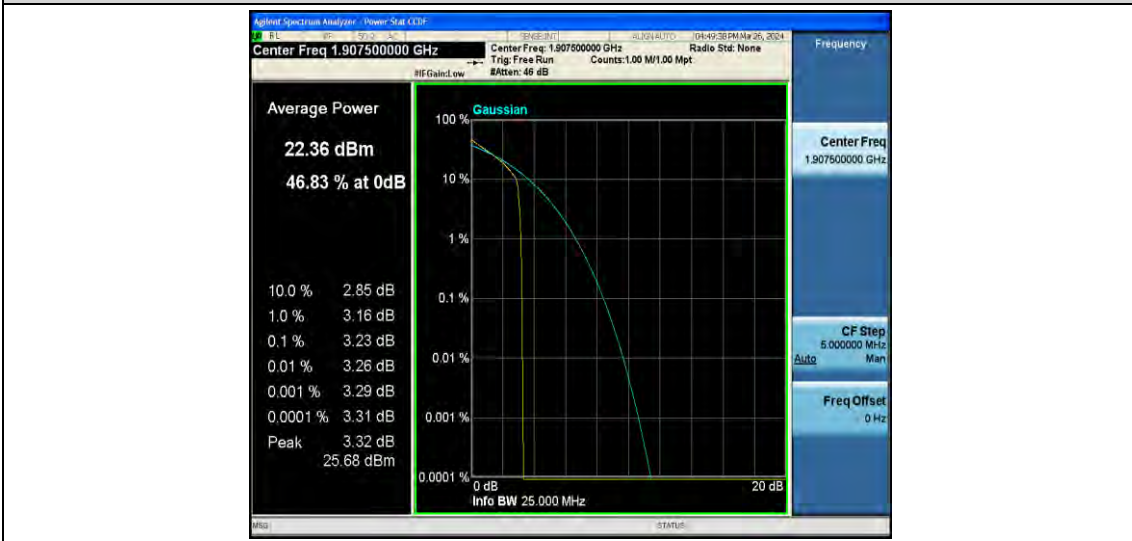 Agilent Spectrum Analyzer - Power Stat CCDF
RL RF 50 Ω AC SENSE:INT ALIGN AUTO 04:49:38 PM Mar 26, 2024
Center Freq 1.907500000 GHz
Center Freq: 1.907500000 GHz Radio Std: None
Trig: Free Run Counts:1.00 M/1.00 Mpt
#IFGain:Low #Atten: 46 dB
Frequency
Average Power
22.36 dBm
46.83 % at 0dB
10.0 % 2.85 dB
1.0 % 3.16 dB
0.1 % 3.23 dB
0.01 % 3.26 dB
0.001 % 3.29 dB
0.0001 % 3.31 dB
Peak 3.32 dB
25.68 dBm
Gaussian
100 %
10 %
1 %
0.1 %
0.01 %
0.001 %
0.0001 %
0 dB 20 dB
Info BW 25.000 MHz
Center Freq
1.907500000 GHz
CF Step
5.000000 MHz
Auto Man
Freq Offset
0 Hz
MSG STATUS